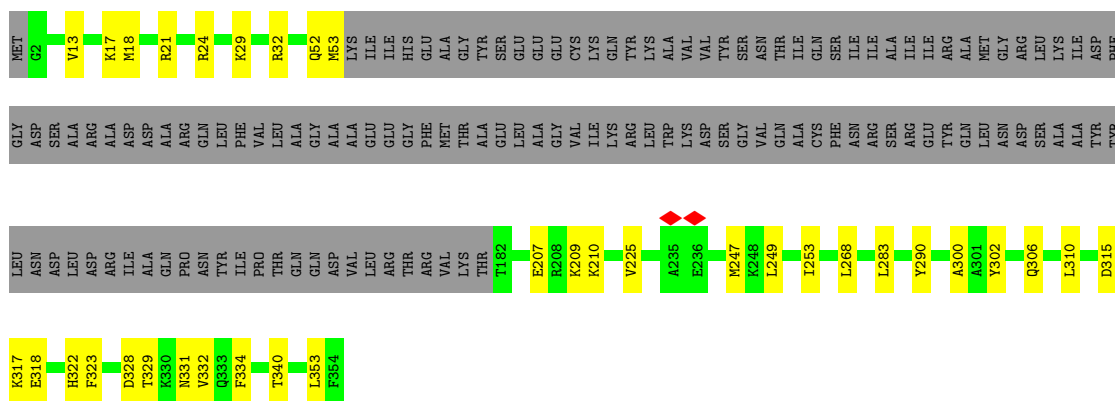 MET G2 V13 K17 M18 R21 R24 K29 R32 Q52 M53 LYS ILE ILE HIS GLU ALA GLY TYR SER GLU GLU GLU CYS LYS GLN TYR LYS ALA VAL VAL TYR SER ASN THR ILE GLN SER ILE ILE ALA ILE ILE ARG ALA MET GLY ARG LEU LYS ILE ASP PHE
GLY ASP SER ALA ARG ALA ASP ASP ALA ARG GLN LEU PHE VAL LEU ALA GLY ALA ALA GLU GLU GLY PHE MET THR ALA GLU LEU ALA GLY VAL ILE LYS ARG LEU TRP LYS ASP SER GLY VAL GLN ALA CYS PHE ASN ARG SER ARG GLU TYR GLN LEU ASN ASP SER ALA ALA TYR TYR
LEU ASN ASP LEU ASP ARG ILE ALA GLN PRO ASN TYR ILE PRO THR GLN GLN ASP VAL LEU ARG THR ARG VAL LYS THR T182 E207 R208 K209 K210 V225 A235 E236 M247 K248 L249 I253 L268 L283 Y290 A300 A301 Y302 Q306 L310 D315
K317 E318 H322 F323 D328 T329 K330 N331 V332 Q333 F334 T340 L353 F354